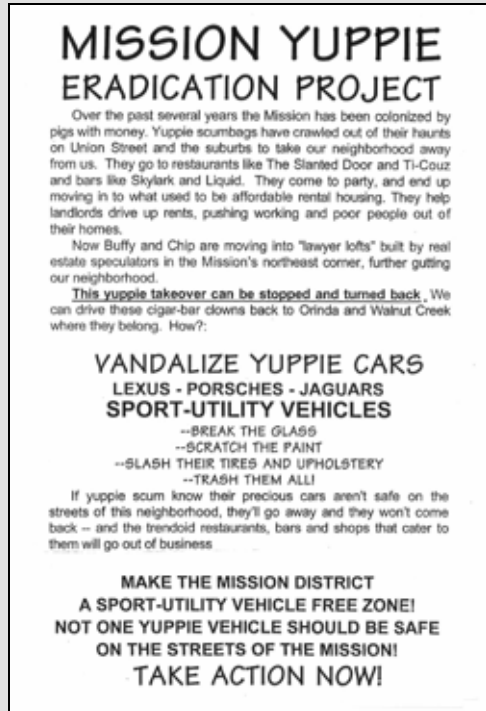 MISSION YUPPIE
ERADICATION PROJECT
Over the past several years the Mission has been colonized by
pigs with money. Yuppie scumbags have crawled out of their haunts
on Union Street and the suburbs to take our neighborhood away
from us. They go to restaurants like The Slanted Door and Ti-Couz
and bars like Skylark and Liquid. They come to party, and end up
moving in to what used to be affordable rental housing. They help
landlords drive up rents, pushing working and poor people out of
their homes.
Now Buffy and Chip are moving into "lawyer lofts" built by real
estate speculators in the Mission's northeast corner, further gutting
our neighborhood.
This yuppie takeover can be stopped and turned back. We
can drive these cigar-bar clowns back to Orinda and Walnut Creek
where they belong. How?:
VANDALIZE YUPPIE CARS
LEXUS - PORSCHES - JAGUARS
SPORT-UTILITY VEHICLES
--BREAK THE GLASS
--SCRATCH THE PAINT
--SLASH THEIR TIRES AND UPHOLSTERY
--TRASH THEM ALL!
If yuppie scum know their precious cars aren't safe on the
streets of this neighborhood, they'll go away and they won't come
back -- and the trendoid restaurants, bars and shops that cater to
them will go out of business
MAKE THE MISSION DISTRICT
A SPORT-UTILITY VEHICLE FREE ZONE!
NOT ONE YUPPIE VEHICLE SHOULD BE SAFE
ON THE STREETS OF THE MISSION!
TAKE ACTION NOW!